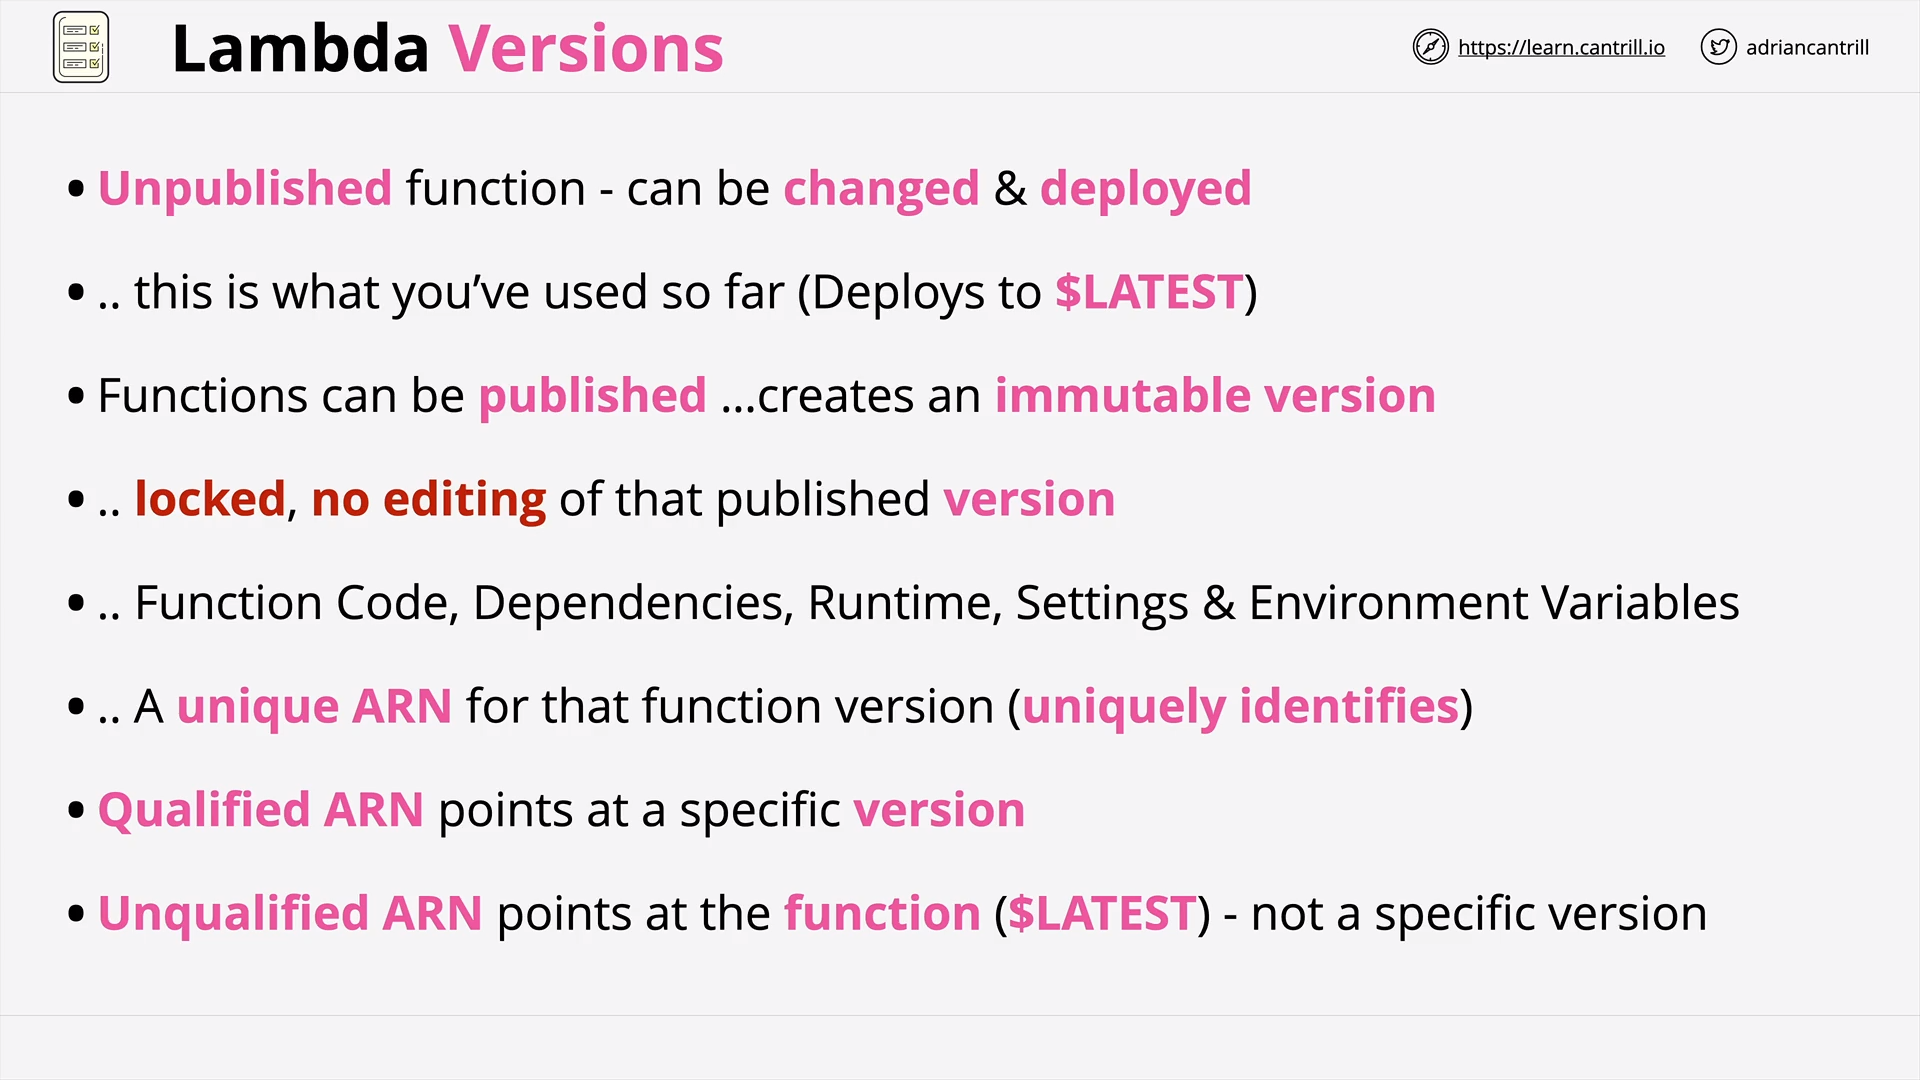 Lambda Versions
https://learn.cantrill.io
adriancantrill
• Unpublished function - can be changed & deployed
• .. this is what you’ve used so far (Deploys to $LATEST)
• Functions can be published ...creates an immutable version
• .. locked, no editing of that published version
• .. Function Code, Dependencies, Runtime, Settings & Environment Variables
• .. A unique ARN for that function version (uniquely identifies)
• Qualified ARN points at a specific version
• Unqualified ARN points at the function ($LATEST) - not a specific version